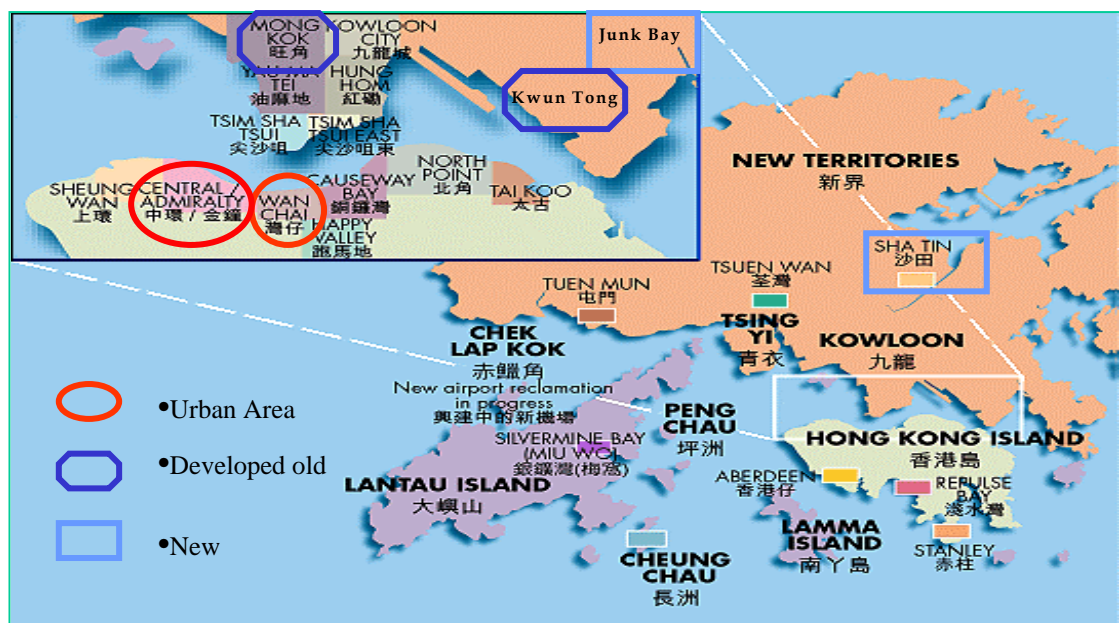 MONG
KOK
旺角
KOWLOON
CITY
九龍城
Junk Bay
YAU MA
TEI
油麻地
HUNG
HOM
紅磡
Kwun Tong
TSIM SHA
TSUI
尖沙咀
TSIM SHA
TSUI EAST
尖沙咀東
SHEUNG
WAN
上環
CENTRAL /
ADMIRALTY
中環 / 金鐘
WAN
CHAI
灣仔
CAUSEWAY
BAY
銅鑼灣
HAPPY
VALLEY
跑馬地
NORTH
POINT
北角
TAI KOO
太古
NEW TERRITORIES
新界
SHA TIN
沙田
TSUEN WAN
荃灣
TUEN MUN
屯門
TSING
YI
青衣
KOWLOON
九龍
CHEK
LAP KOK
赤鱲角
New airport reclamation
in progress
興建中的新機場
PENG
CHAU
坪洲
HONG KONG ISLAND
香港島
SILVERMINE BAY
(MIU WO)
銀鑛灣(梅窩)
LANTAU ISLAND
大嶼山
ABERDEEN
香港仔
REPULSE
BAY
淺水灣
LAMMA
ISLAND
南丫島
STANLEY
赤柱
CHEUNG
CHAU
長洲
•Urban Area
•Developed old
•New